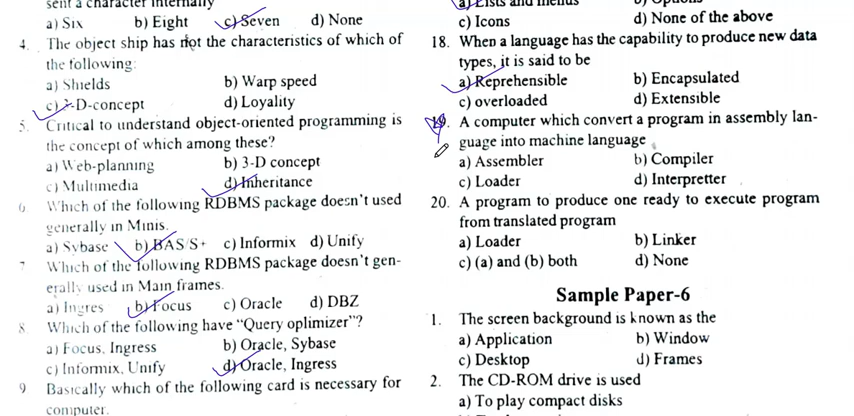 sent a character internally
a) Six b) Eight c) Seven d) None
4. The object ship has not the characteristics of which of
the following:
a) Shields b) Warp speed
c) 3-D-concept d) Loyality
5. Critical to understand object-oriented programming is
the concept of which among these?
a) Web-planning b) 3-D concept
c) Multimedia d) Inheritance
6. Which of the following RDBMS package doesn't used
generally in Minis.
a) Sybase b) BAS/S+ c) Informix d) Unify
7. Which of the following RDBMS package doesn't gen-
erally used in Main frames.
a) Ingres b) Focus c) Oracle d) DBZ
8. Which of the following have "Query oplimizer"?
a) Focus, Ingress b) Oracle, Sybase
c) Informix, Unify d) Oracle, Ingress
9 Basically which of the following card is necessary for
computer.
a) Lists and menus b) Options
c) Icons d) None of the above
18. When a language has the capability to produce new data
types, it is said to be
a) Reprehensible b) Encapsulated
c) overloaded d) Extensible
19. A computer which convert a program in assembly lan-
guage into machine language
a) Assembler b) Compiler
c) Loader d) Interpretter
20. A program to produce one ready to execute program
from translated program
a) Loader b) Linker
c) (a) and (b) both d) None
Sample Paper-6
1. The screen background is known as the
a) Application b) Window
c) Desktop d) Frames
2. The CD-ROM drive is used
a) To play compact disks